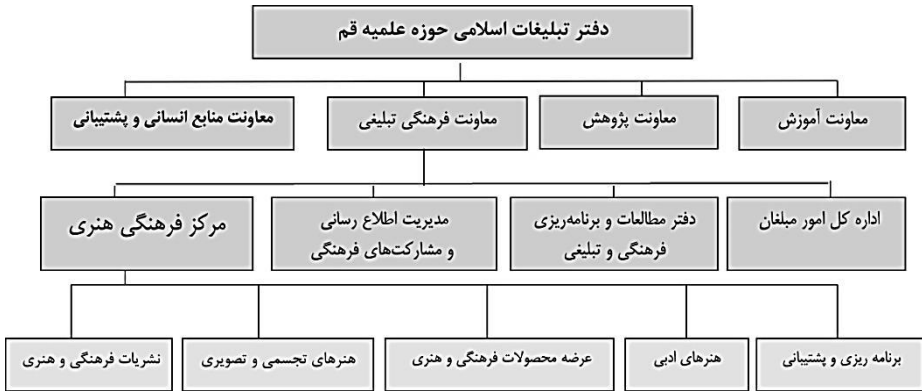 دفتر تبلیغات اسلامی حوزه علمیه قم
معاونت آموزش
معاونت پژوهش
معاونت فرهنگی تبلیغی
معاونت منابع انسانی و پشتیبانی
اداره کل امور مبلغان
دفتر مطالعات و برنامه‌ریزی
فرهنگی و تبلیغی
مدیریت اطلاع رسانی
و مشارکت‌های فرهنگی
مرکز فرهنگی هنری
برنامه ریزی و پشتیبانی
هنرهای ادبی
عرضه محصولات فرهنگی و هنری
هنرهای تجسمی و تصویری
نشریات فرهنگی و هنری